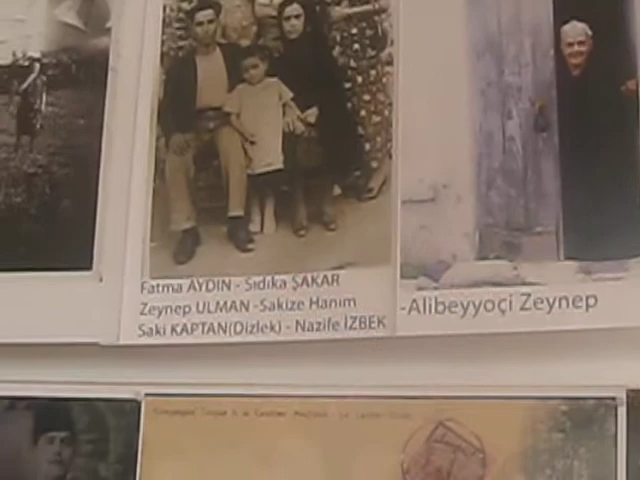 Fatma AYDIN - Sıdıka ŞAKAR
Zeynep ULMAN -Sakize Hanım
Saki KAPTAN(Dizlek) - Nazife İZBEK
-Alibeyyoçi Zeynep